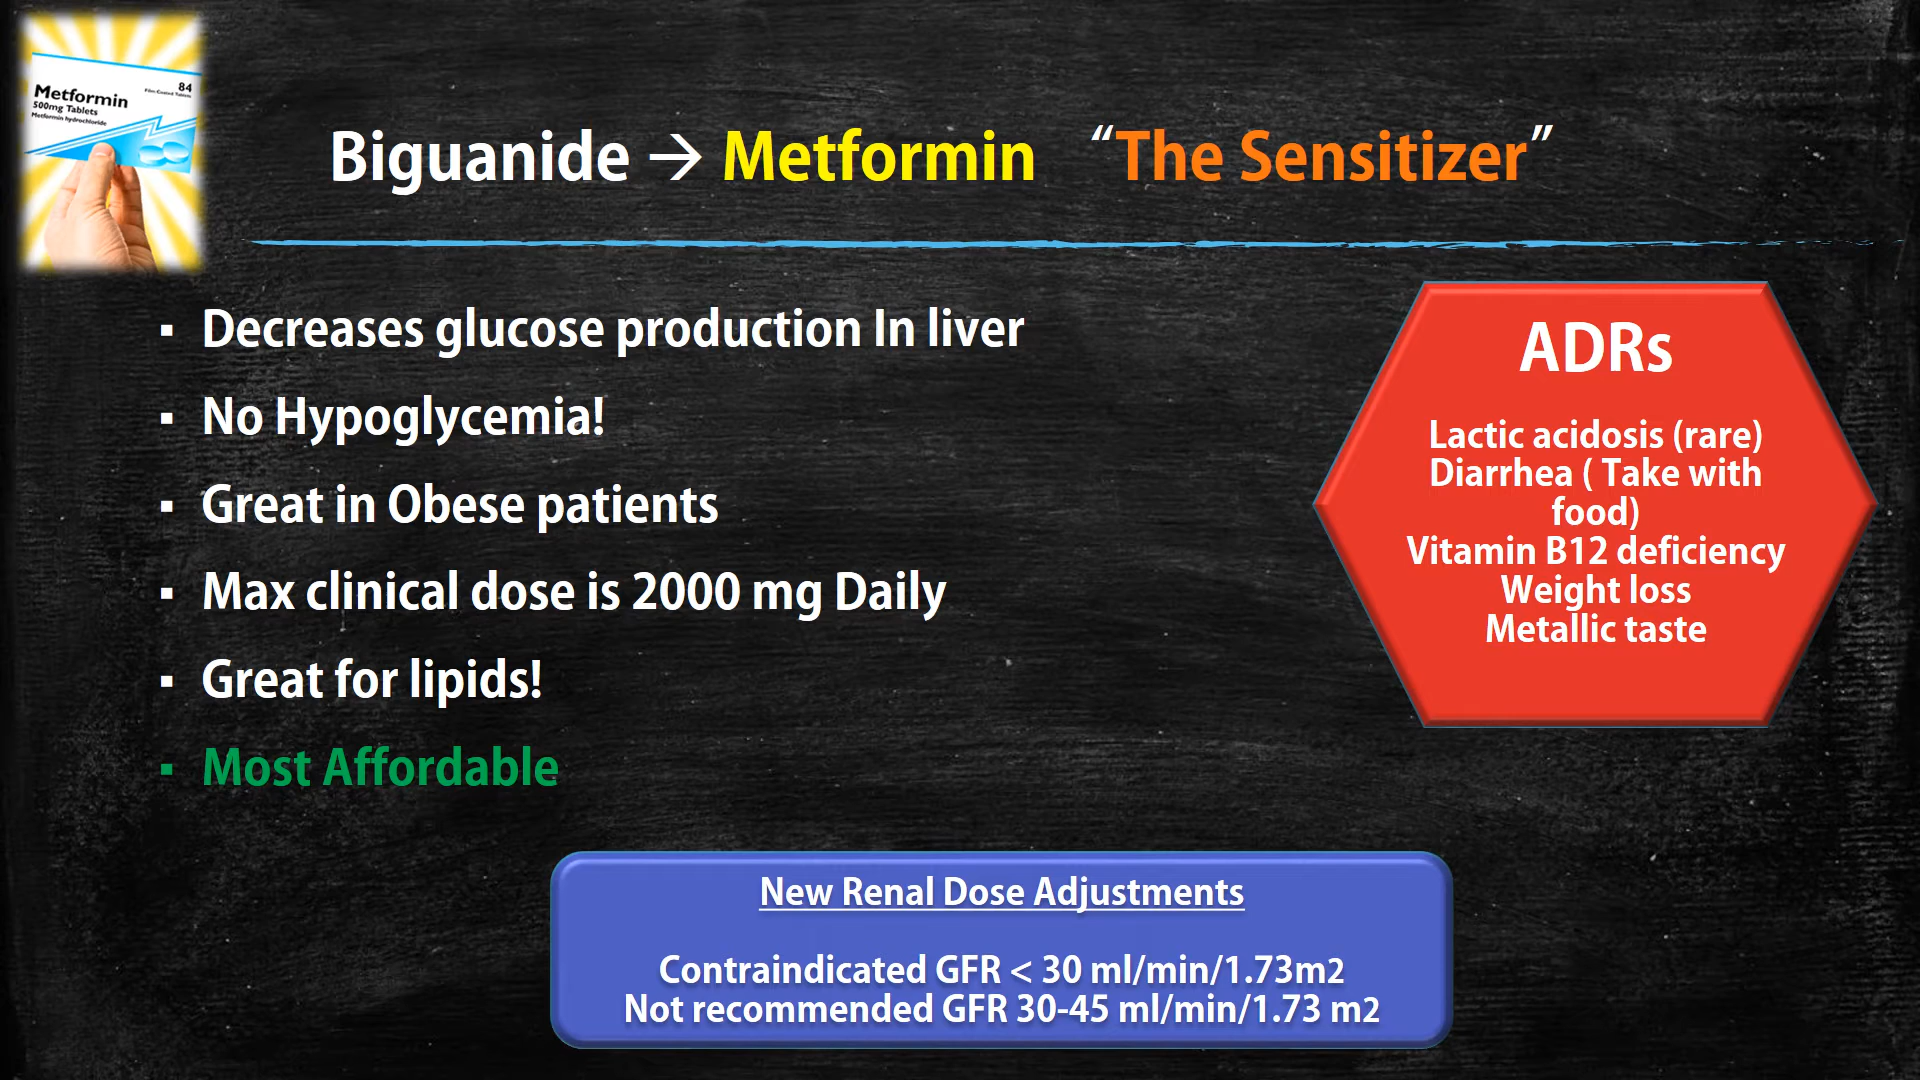 84
Film-Coated Tablets
Metformin
500mg Tablets
Metformin hydrochloride
Biguanide → Metformin “The Sensitizer”
▪ Decreases glucose production In liver
▪ No Hypoglycemia!
▪ Great in Obese patients
▪ Max clinical dose is 2000 mg Daily
▪ Great for lipids!
▪ Most Affordable
ADRs
Lactic acidosis (rare)
Diarrhea ( Take with
food)
Vitamin B12 deficiency
Weight loss
Metallic taste
New Renal Dose Adjustments
Contraindicated GFR < 30 ml/min/1.73m2
Not recommended GFR 30-45 ml/min/1.73 m2